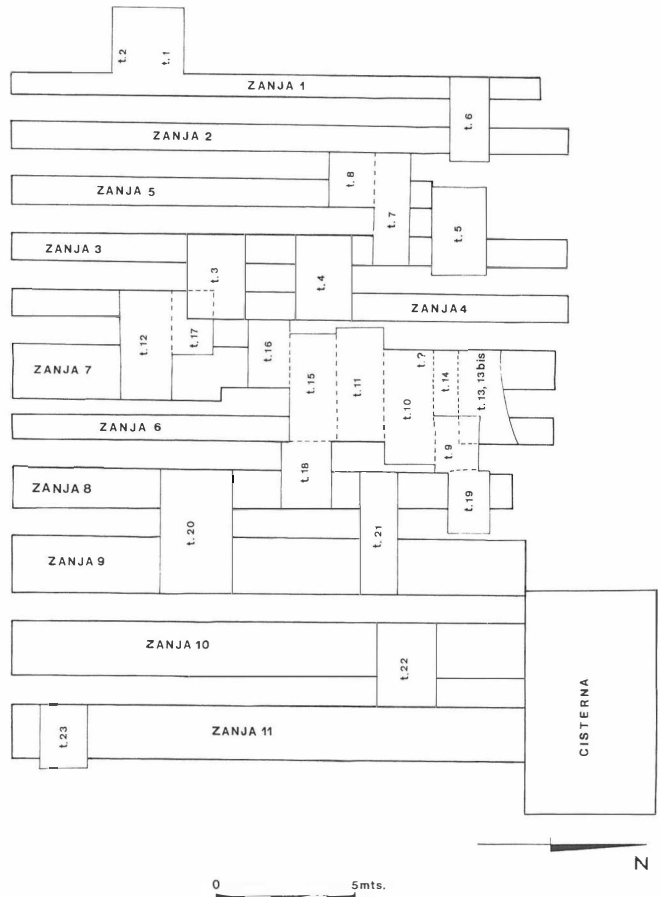 t.2
t.1
ZANJA 1
t.6
ZANJA 2
t.8
t.7
ZANJA 5
t.5
ZANJA 3
t.3
t.4
ZANJA 4
t.12
t.17
t.16
t.15
t.11
t.?
t.10
t.14
t.13, 13bis
ZANJA 7
ZANJA 6
t.9
t.18
t.19
ZANJA 8
t.20
t.21
ZANJA 9
ZANJA 10
t.22
CISTERNA
t.23
ZANJA 11
N
0 5mts.